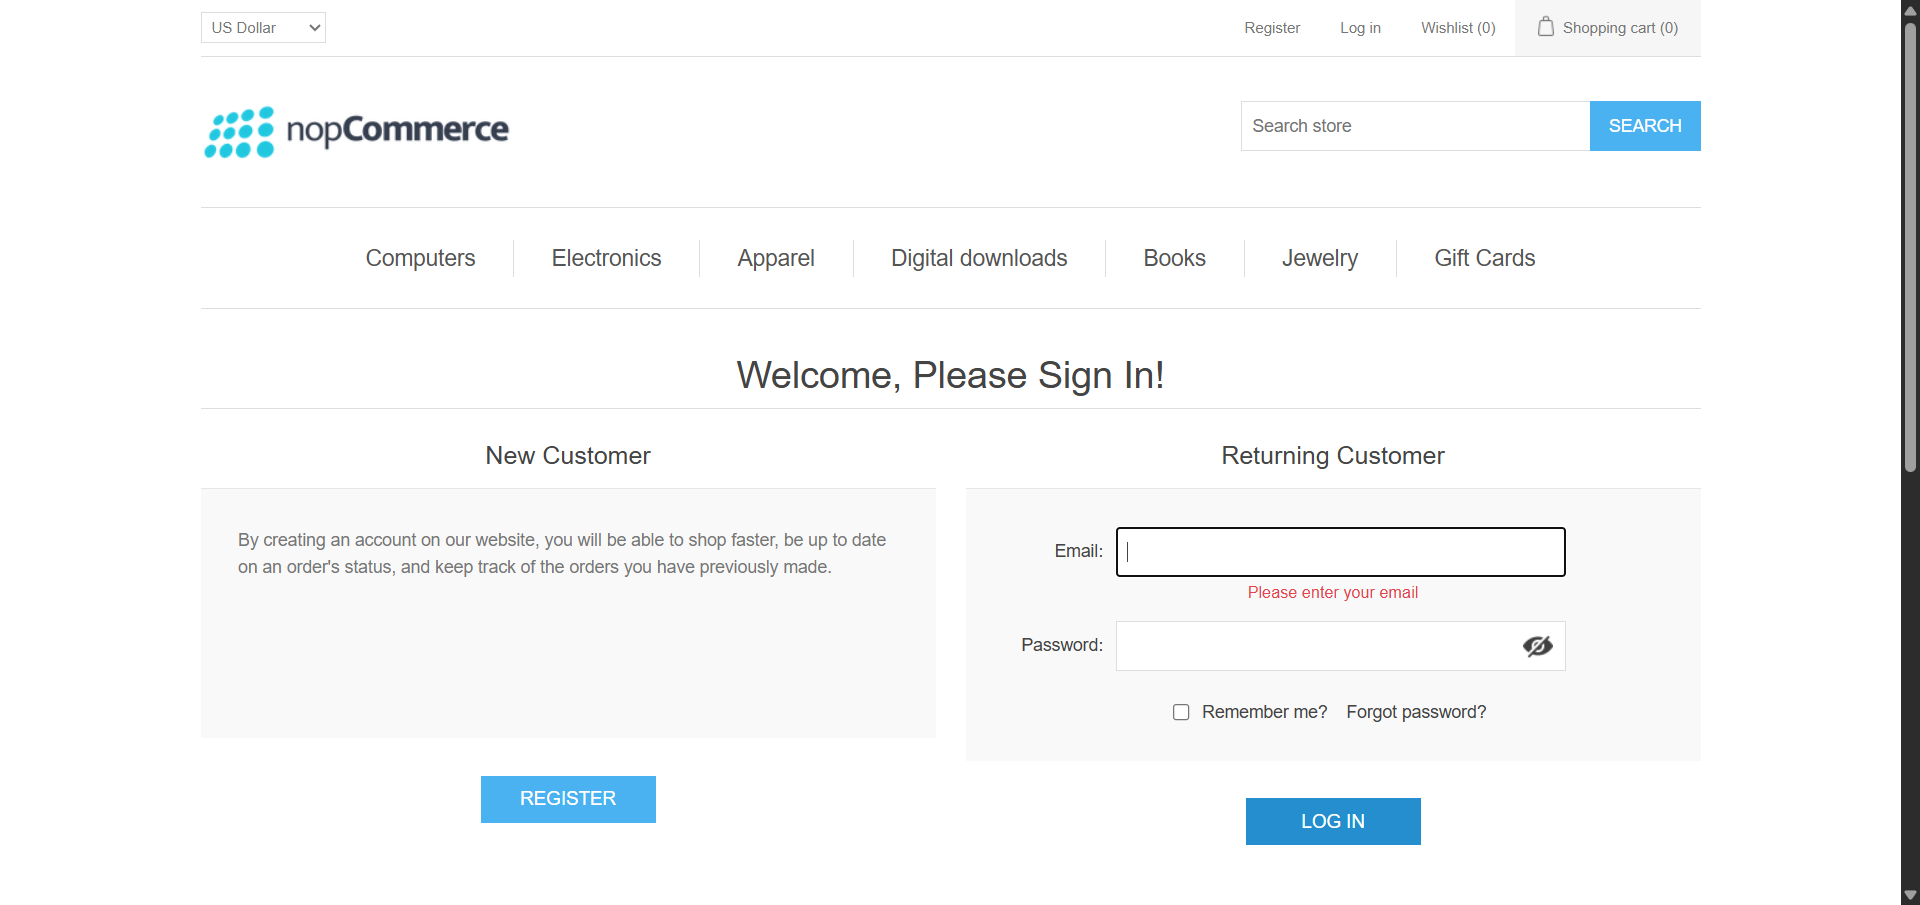 US Dollar
Register
Log in
Wishlist (0)
Shopping cart (0)
nopCommerce
Search store
SEARCH
Computers
Electronics
Apparel
Digital downloads
Books
Jewelry
Gift Cards
Welcome, Please Sign In!
New Customer
By creating an account on our website, you will be able to shop faster, be up to date
on an order's status, and keep track of the orders you have previously made.
REGISTER
Returning Customer
Email:
Please enter your email
Password:
Remember me?
Forgot password?
LOG IN